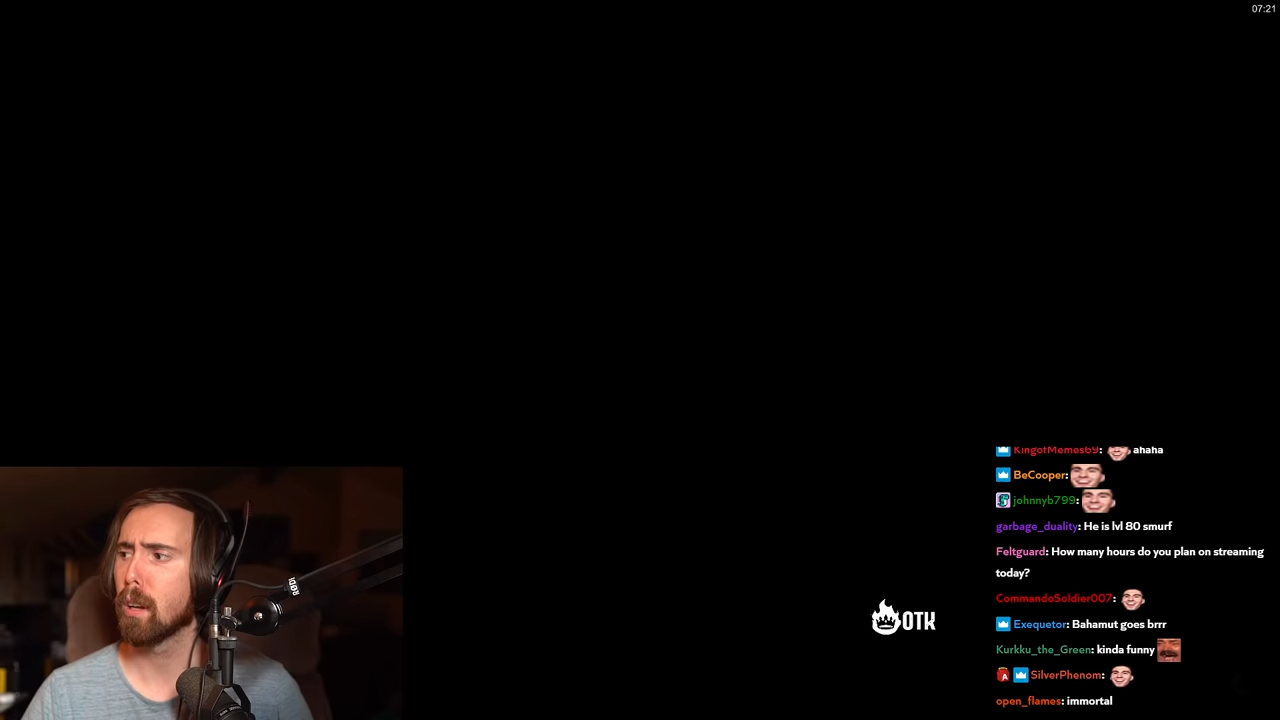 07:21
KingofMemes69: ahaha
BeCooper:
johnnyb799:
garbage_duality: He is lvl 80 smurf
Feltguard: How many hours do you plan on streaming
today?
CommandoSoldier007:
RODE
OTK
Exequetor: Bahamut goes brrr
Kurkku_the_Green: kinda funny
A SilverPhenom:
open_flames: immortal